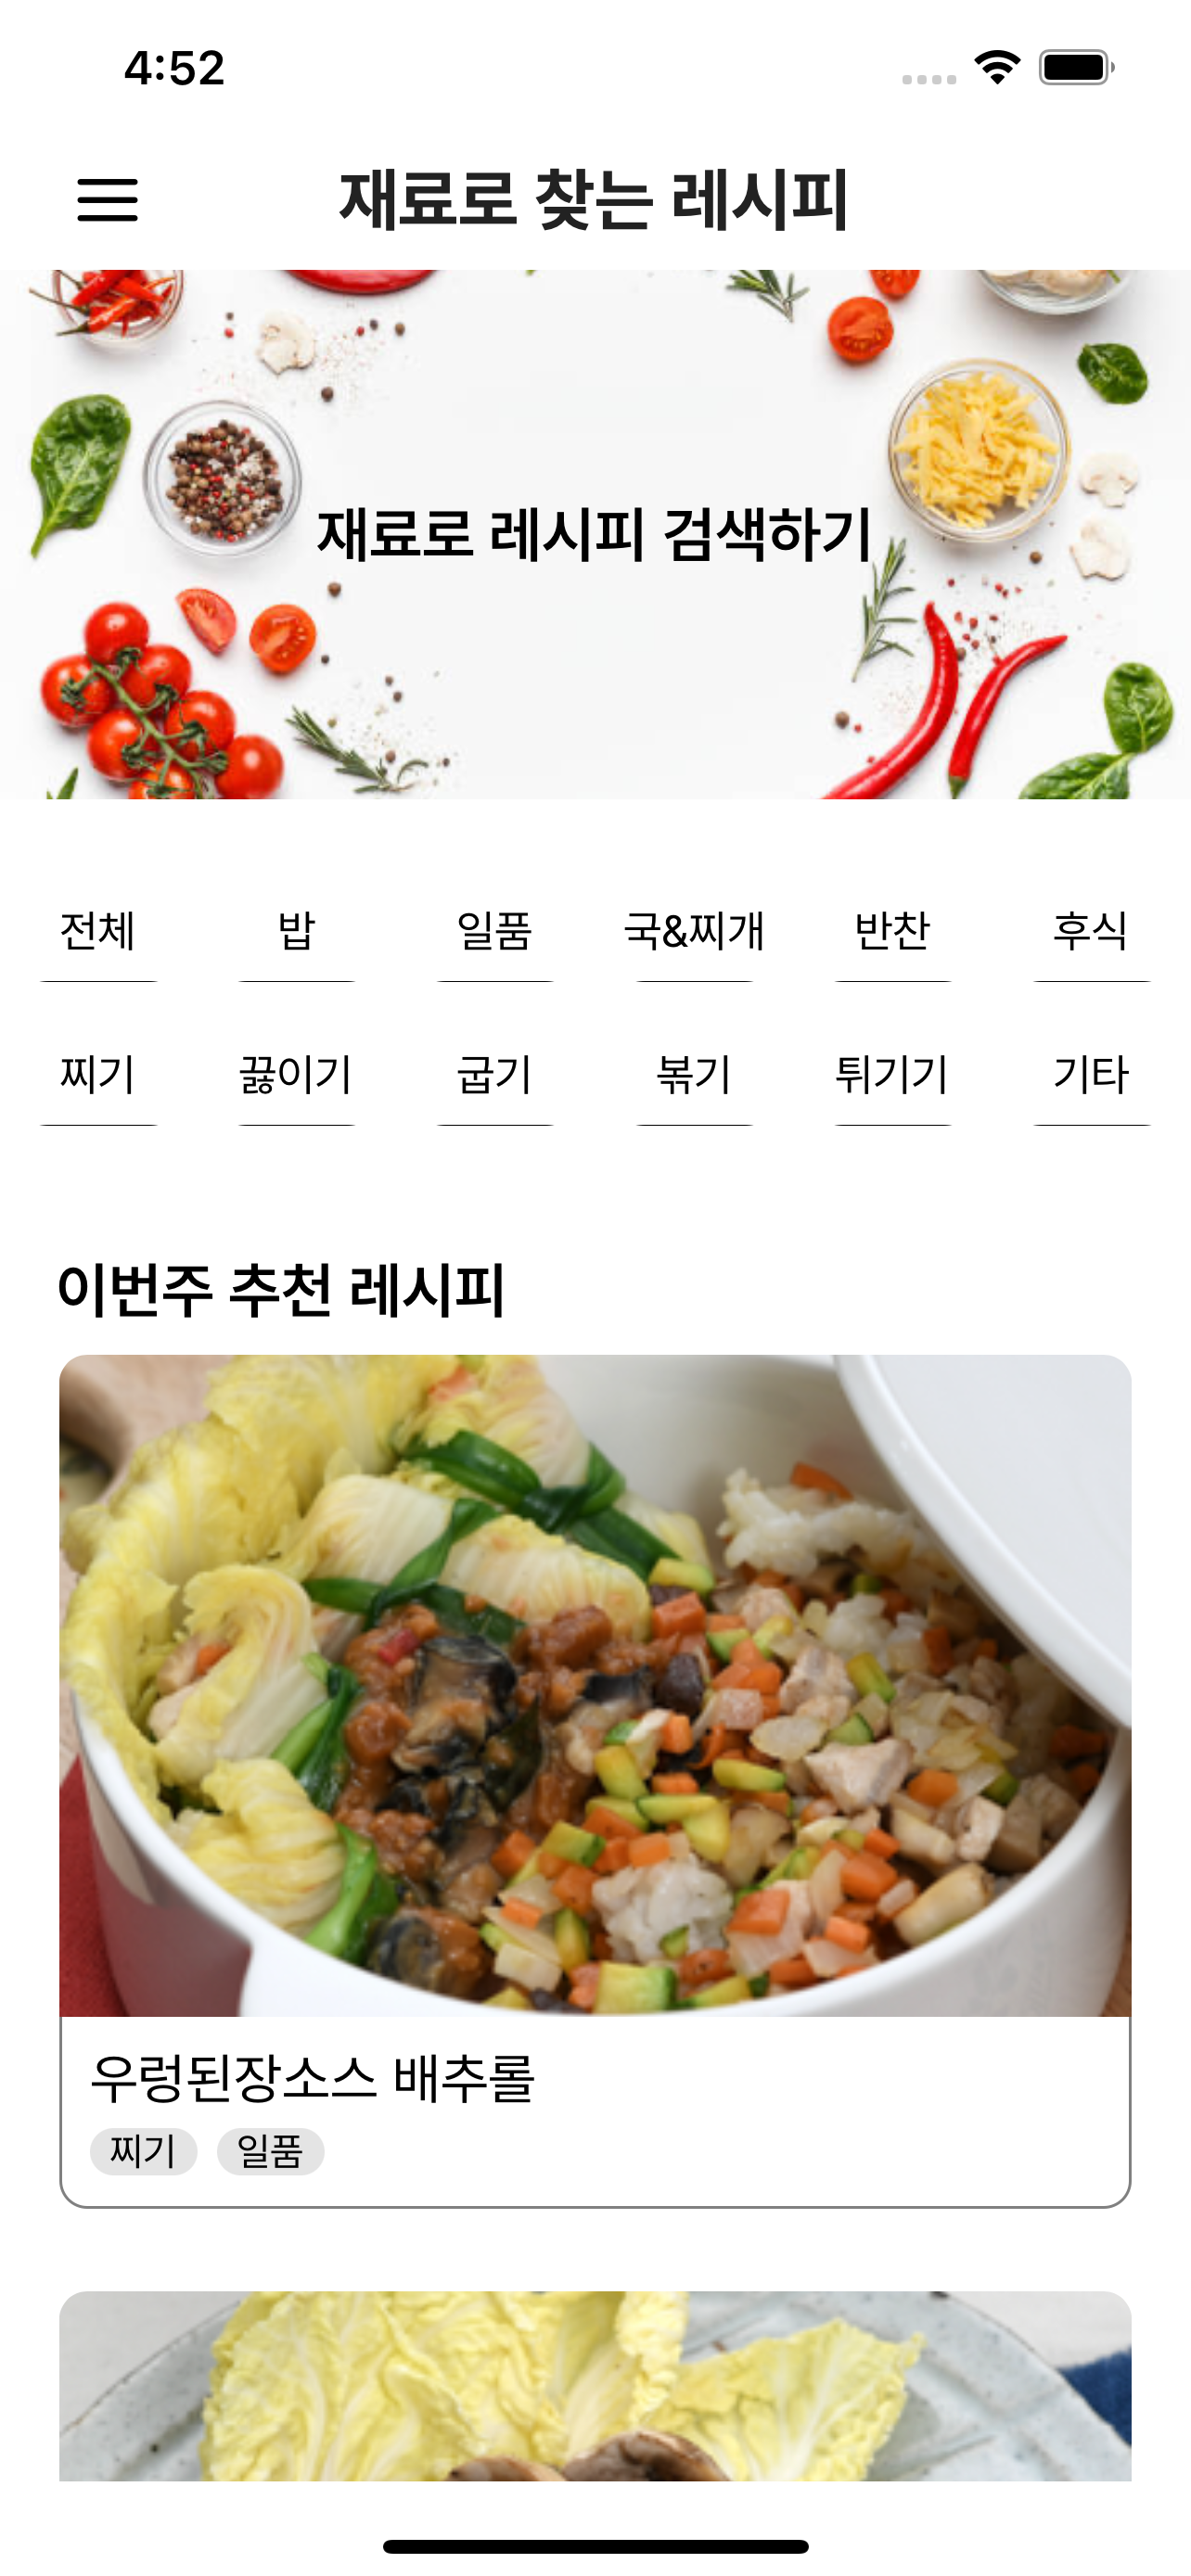 4:52
재료로 찾는 레시피
재료로 레시피 검색하기
전체 밥 일품 국&찌개 반찬 후식
찌기 끓이기 굽기 볶기 튀기기 기타
이번주 추천 레시피
우렁된장소스 배추롤
찌기 일품